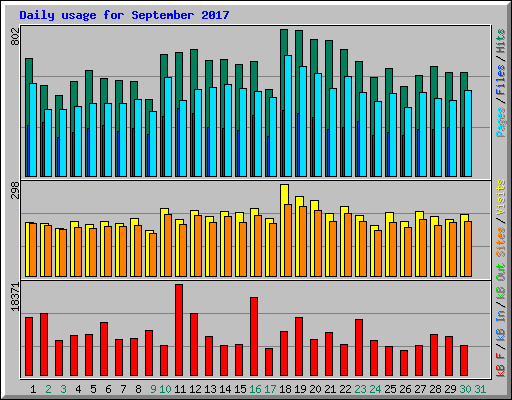 Daily usage for September 2017
802
Pages / Files / Hits
298
Sites / Visits
18371
kB F / kB In / kB Out
1 2 3 4 5 6 7 8 9 10 11 12 13 14 15 16 17 18 19 20 21 22 23 24 25 26 27 28 29 30 31